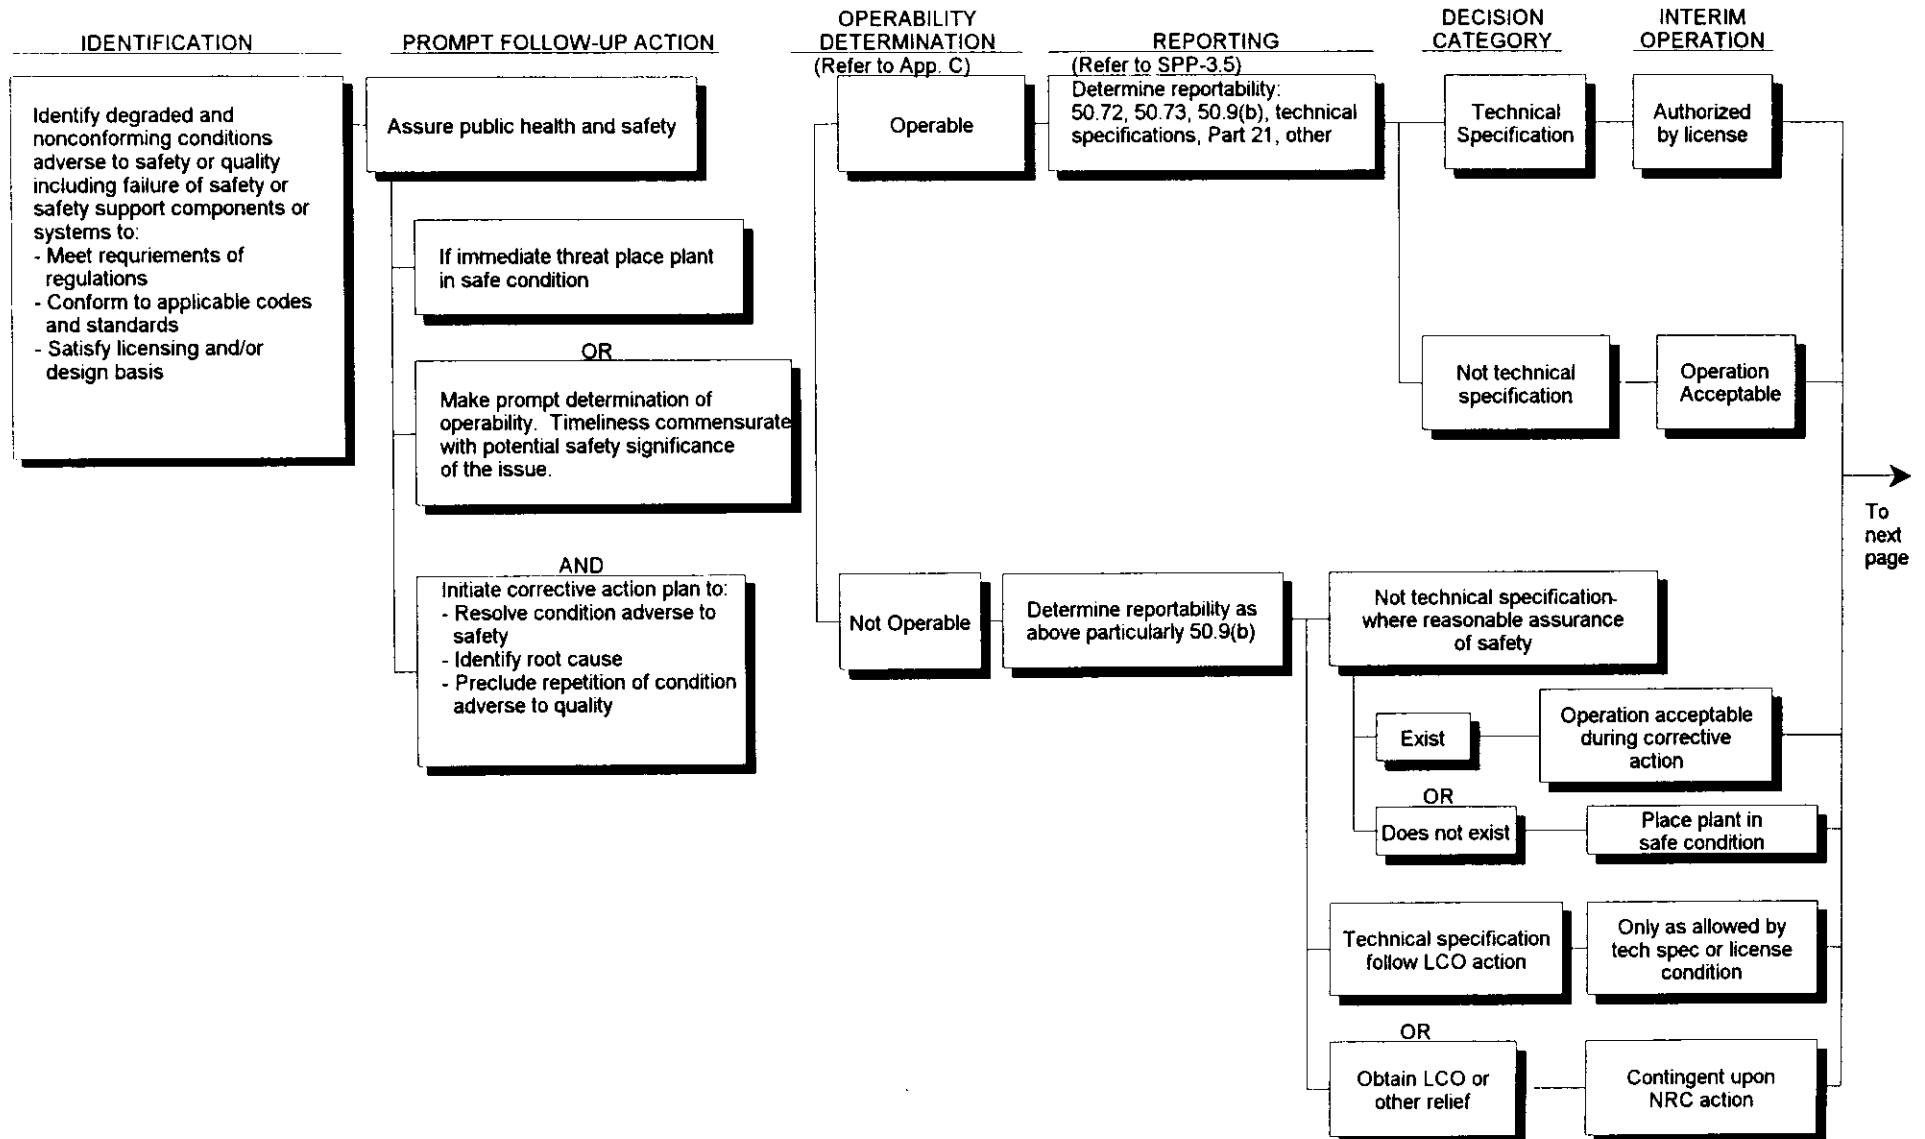 IDENTIFICATION
PROMPT FOLLOW-UP ACTION
OPERABILITY
DETERMINATION
(Refer to App. C)
REPORTING
(Refer to SPP-3.5)
DECISION
CATEGORY
INTERIM
OPERATION
Identify degraded and
nonconforming conditions
adverse to safety or quality
including failure of safety or
safety support components or
systems to:
- Meet requriements of
regulations
- Conform to applicable codes
and standards
- Satisfy licensing and/or
design basis
Assure public health and safety
If immediate threat place plant
in safe condition
OR
Make prompt determination of
operability. Timeliness commensurate
with potential safety significance
of the issue.
AND
Initiate corrective action plan to:
- Resolve condition adverse to
safety
- Identify root cause
- Preclude repetition of condition
adverse to quality
Operable
Determine reportability:
50.72, 50.73, 50.9(b), technical
specifications, Part 21, other
Technical
Specification
Authorized
by license
Not technical
specification
Operation
Acceptable
To
next
page
Not Operable
Determine reportability as
above particularly 50.9(b)
Not technical specification-
where reasonable assurance
of safety
Exist
Operation acceptable
during corrective
action
OR
Does not exist
Place plant in
safe condition
Technical specification
follow LCO action
Only as allowed by
tech spec or license
condition
OR
Obtain LCO or
other relief
Contingent upon
NRC action